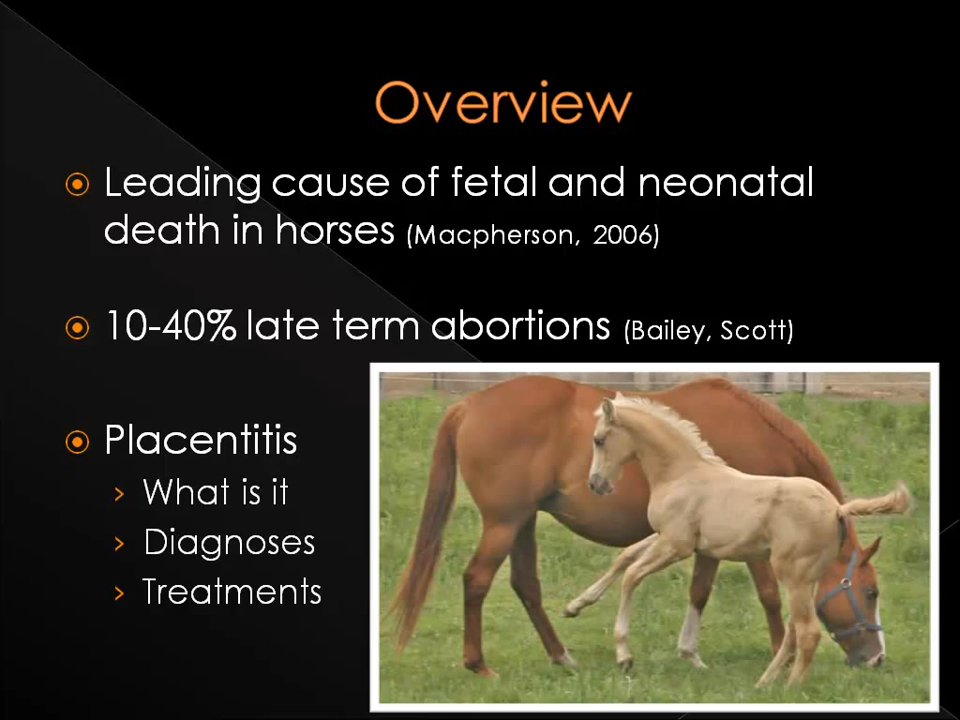 Overview
Leading cause of fetal and neonatal
death in horses (Macpherson, 2006)
10-40% late term abortions (Bailey, Scott)
Placentitis
What is it
Diagnoses
Treatments